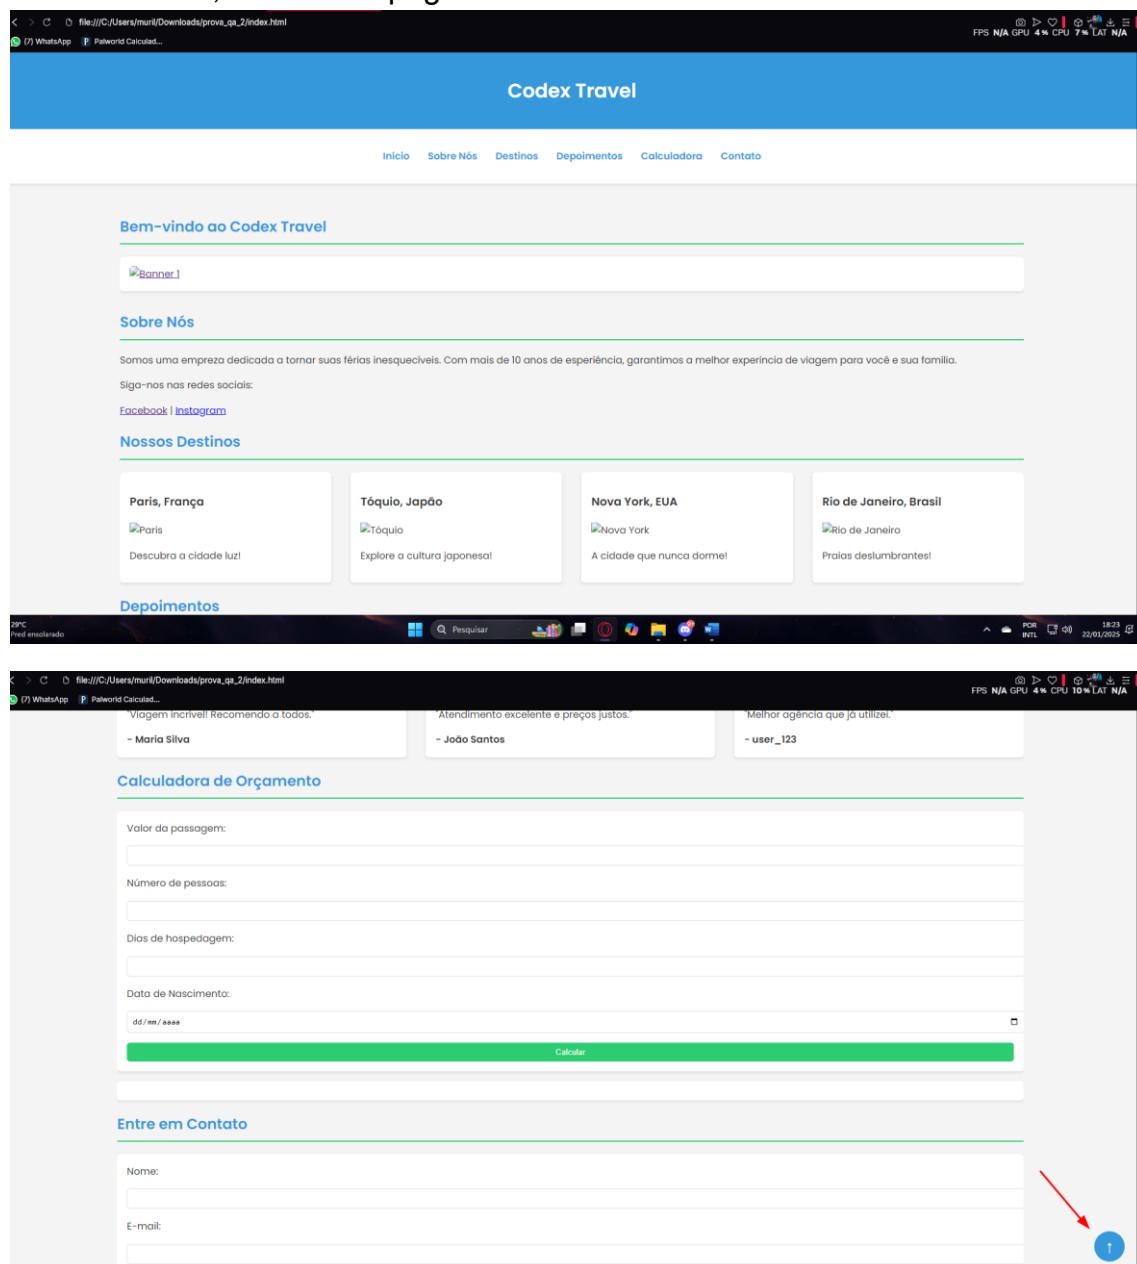 file:///C:/Users/muril/Downloads/prova_qa_2/index.html
FPS N/A GPU 4% CPU 7% LAT N/A
(7) WhatsApp Palworld Calculad...
Codex Travel
Início Sobre Nós Destinos Depoimentos Calculadora Contato
Bem-vindo ao Codex Travel
Banner 1
Sobre Nós
Somos uma empreza dedicada a tornar suas férias inesquecíveis. Com mais de 10 anos de esperiência, garantimos a melhor experincia de viagem para você e sua família.
Siga-nos nas redes sociais:
Facebook | Instagram
Nossos Destinos
Paris, França Tóquio, Japão Nova York, EUA Rio de Janeiro, Brasil
Paris Tóquio Nova York Rio de Janeiro
Descubra a cidade luz! Explore a cultura japonesa! A cidade que nunca dorme! Praias deslumbrantes!
Depoimentos
29°C
Pred ensolarado
Pesquisar
POR
INTL
18:23
22/01/2025
file:///C:/Users/muril/Downloads/prova_qa_2/index.html
FPS N/A GPU 4% CPU 10% LAT N/A
(7) WhatsApp Palworld Calculad...
"Viagem incrível! Recomendo a todos." "Atendimento excelente e preços justos." "Melhor agência que já utilizei."
- Maria Silva - João Santos - user_123
Calculadora de Orçamento
Valor da passagem:
Número de pessoas:
Dias de hospedagem:
Data de Nascimento:
dd/mm/aaaa
Calcular
Entre em Contato
Nome:
E-mail:
↑